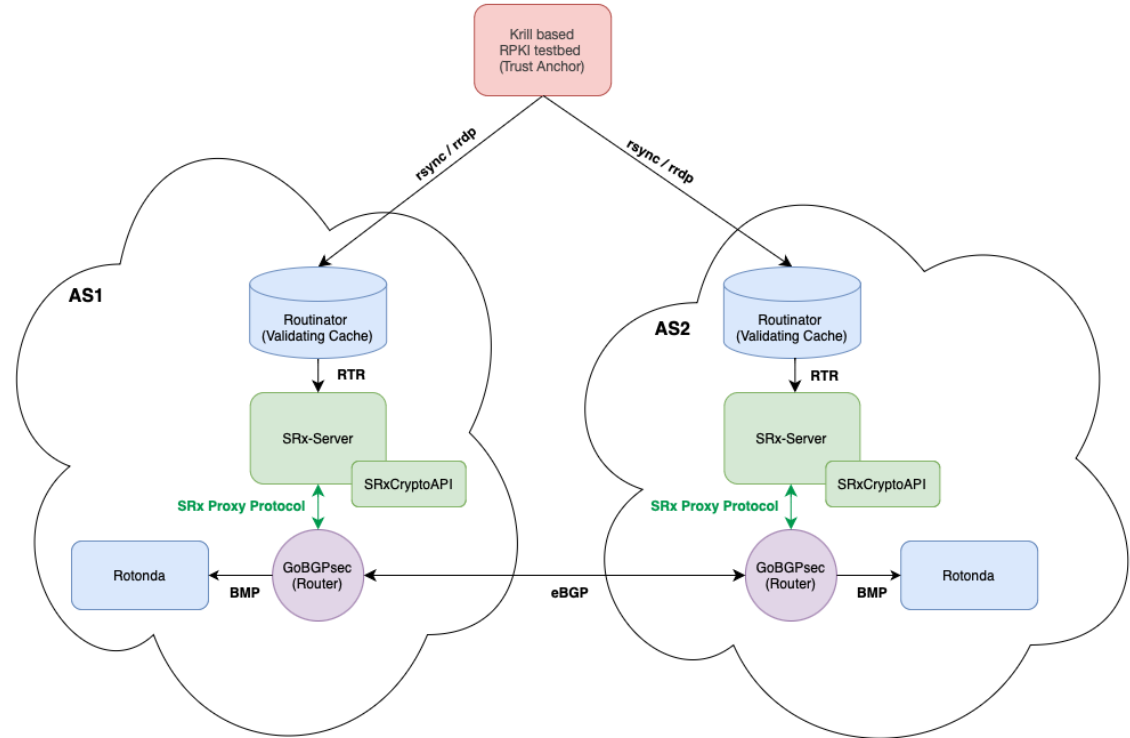 Krill based
RPKI testbed
(Trust Anchor)
rsync / rrdp
rsync / rrdp
AS1
Routinator
(Validating Cache)
RTR
SRx-Server
SRxCryptoAPI
SRx Proxy Protocol
Rotonda
BMP
GoBGPsec
(Router)
eBGP
AS2
Routinator
(Validating Cache)
RTR
SRx-Server
SRxCryptoAPI
SRx Proxy Protocol
GoBGPsec
(Router)
BMP
Rotonda